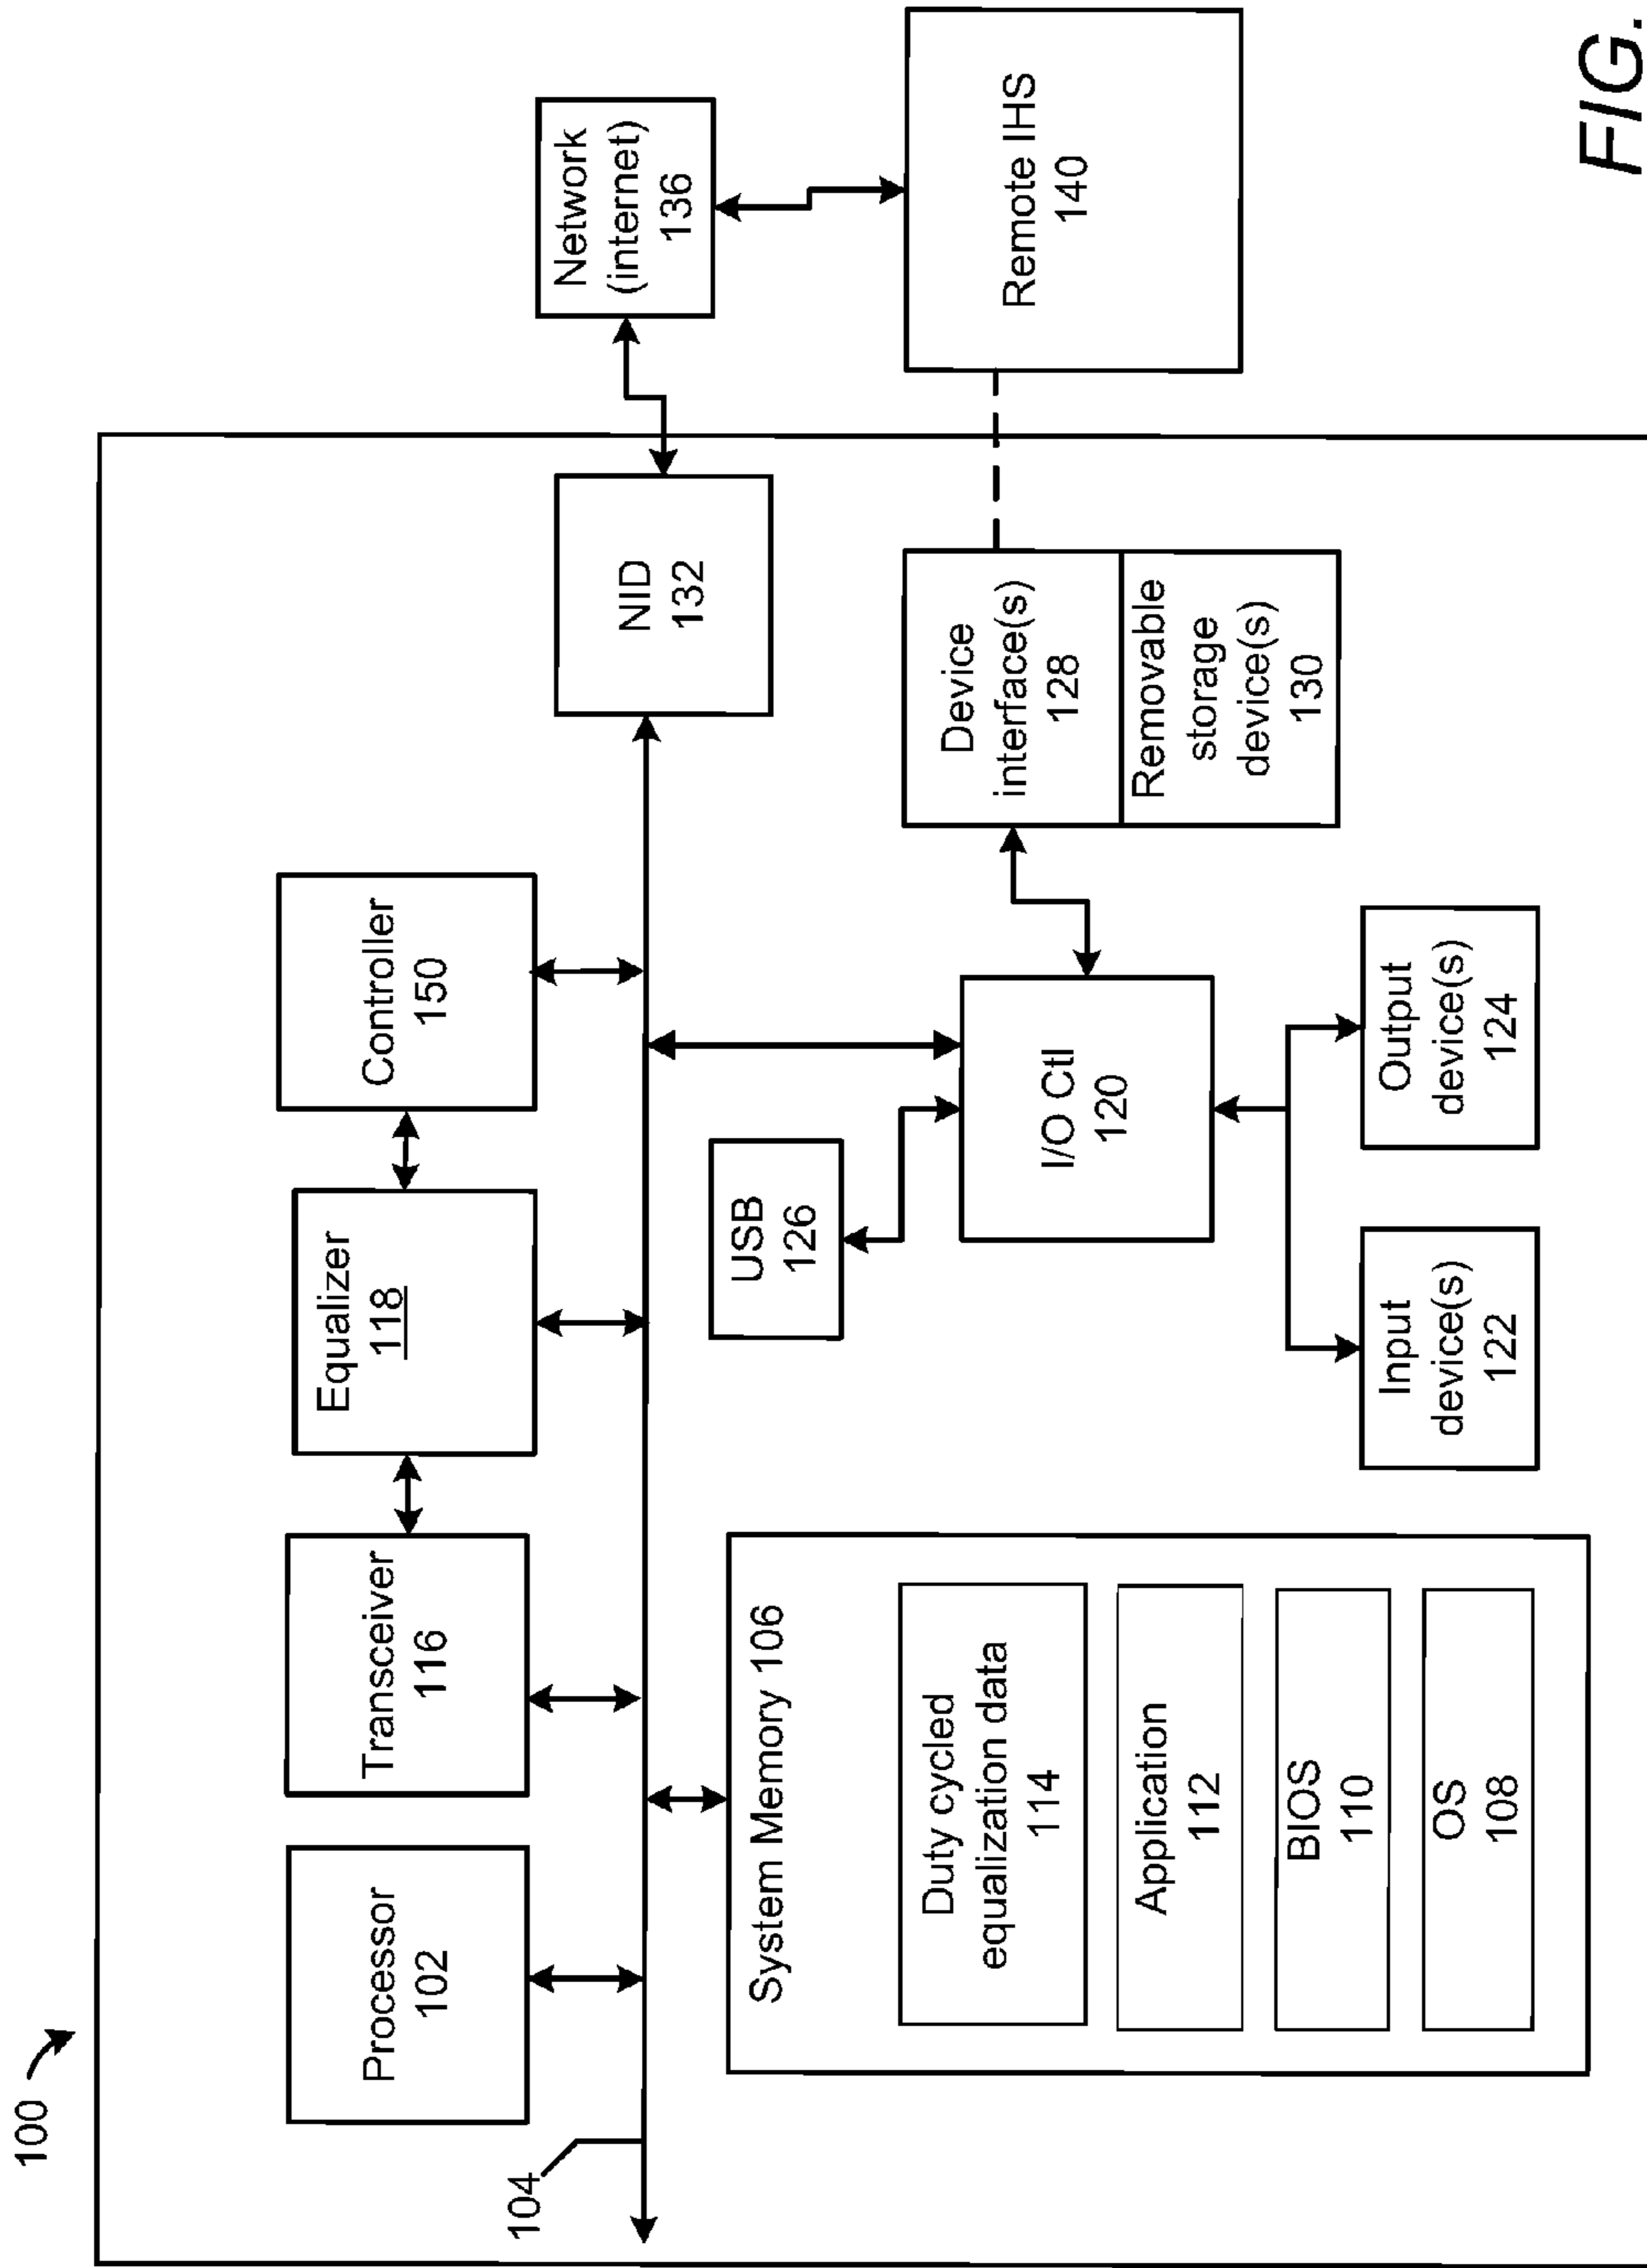 100
Processor
102
Transceiver
116
Equalizer
118
Controller
150
104
System Memory 106
Duty cycled
equalization data
114
Application
112
BIOS
110
OS
108
USB
126
I/O Ctl
120
Input
device(s)
122
Output
device(s)
124
NID
132
Device
interface(s)
128
Removable
storage
device(s)
130
Network
(internet)
136
Remote IHS
140
FIG.